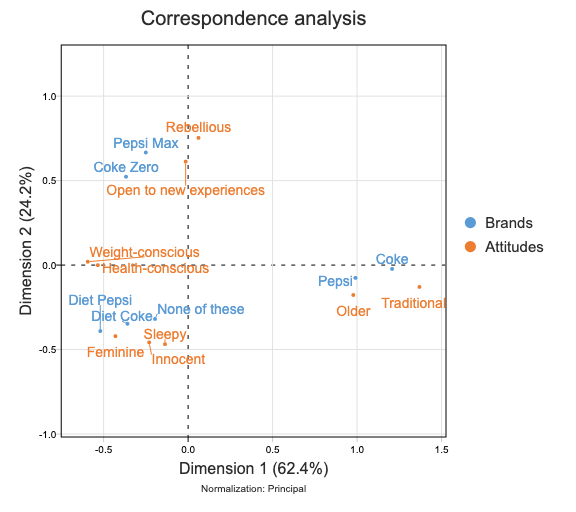 Correspondence analysis
1.0
0.5
0.0
-0.5
-1.0
Dimension 2 (24.2%)
Rebellious
Pepsi Max
Coke Zero
Open to new experiences
Weight-conscious
Health-conscious
Coke
Pepsi
Traditional
Older
Diet Pepsi
None of these
Diet Coke
Sleepy
Feminine
Innocent
Brands
Attitudes
-0.5 0.0 0.5 1.0 1.5
Dimension 1 (62.4%)
Normalization: Principal